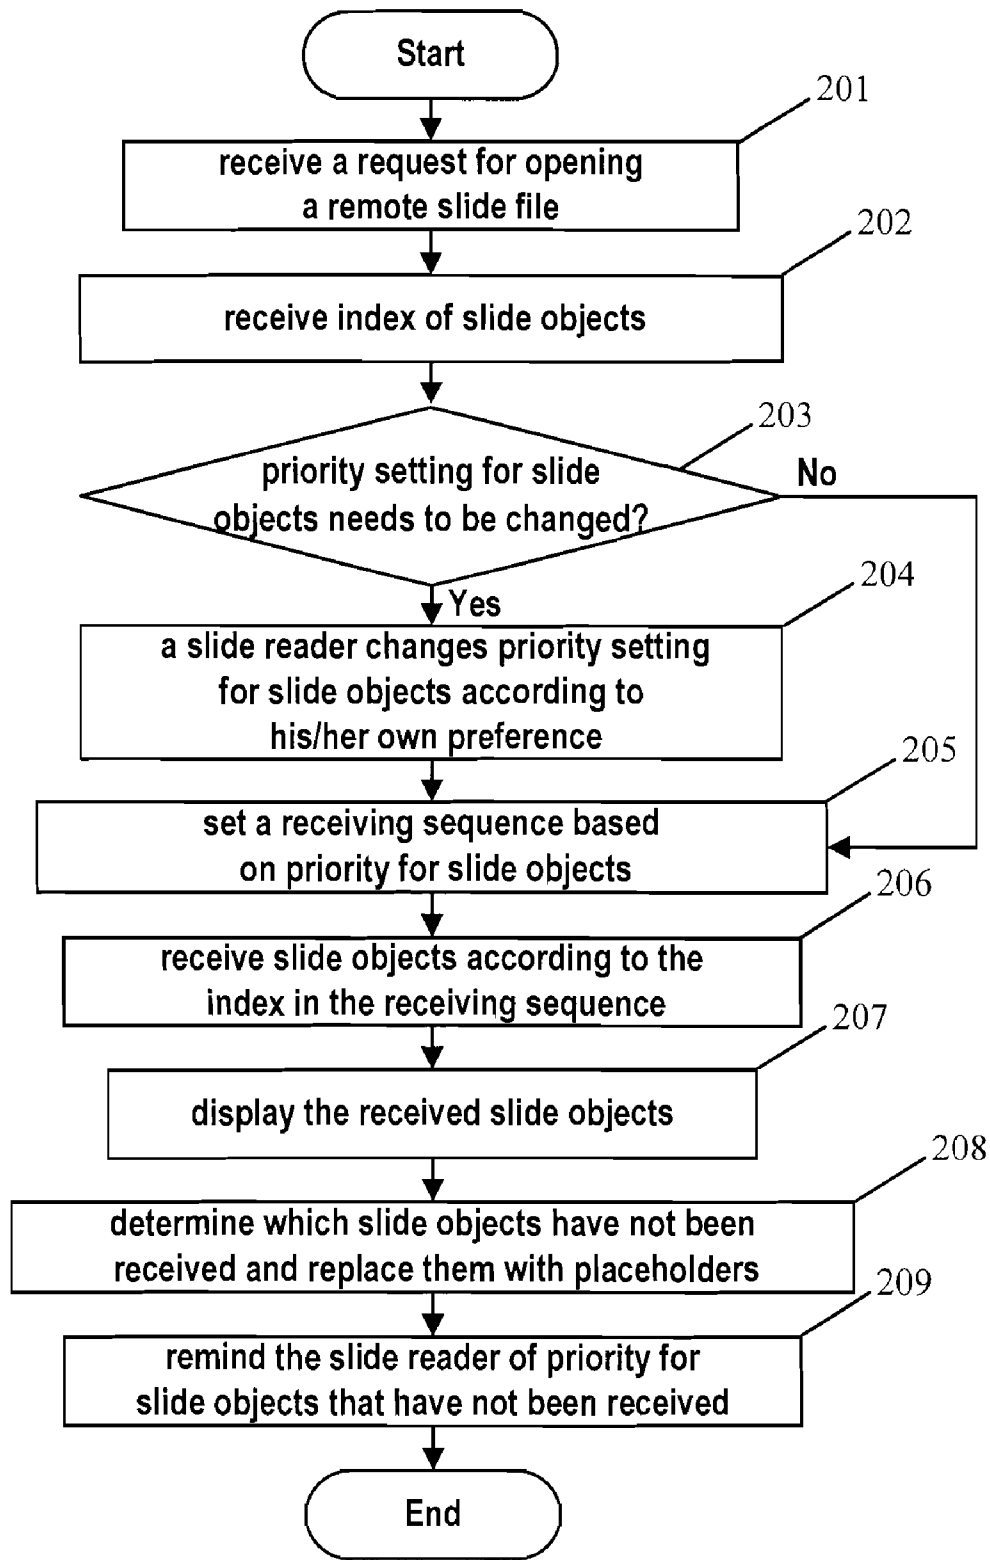 Start
201
receive a request for opening
a remote slide file
202
receive index of slide objects
203
priority setting for slide
objects needs to be changed?
No
Yes
204
a slide reader changes priority setting
for slide objects according to
his/her own preference
205
set a receiving sequence based
on priority for slide objects
206
receive slide objects according to the
index in the receiving sequence
207
display the received slide objects
208
determine which slide objects have not been
received and replace them with placeholders
209
remind the slide reader of priority for
slide objects that have not been received
End